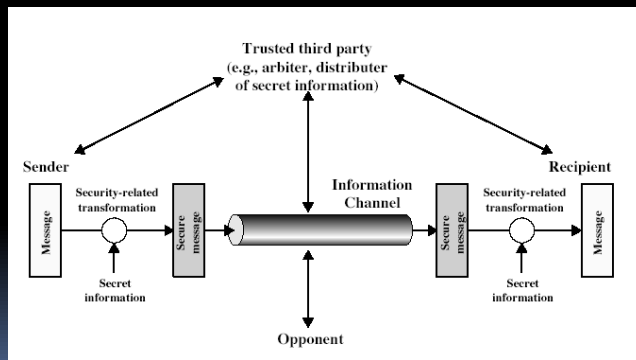 Trusted third party
(e.g., arbiter, distributer
of secret information)
Sender
Recipient
Information
Channel
Message
Security-related
transformation
Secure
message
Secure
message
Security-related
transformation
Message
Secret
information
Secret
information
Opponent